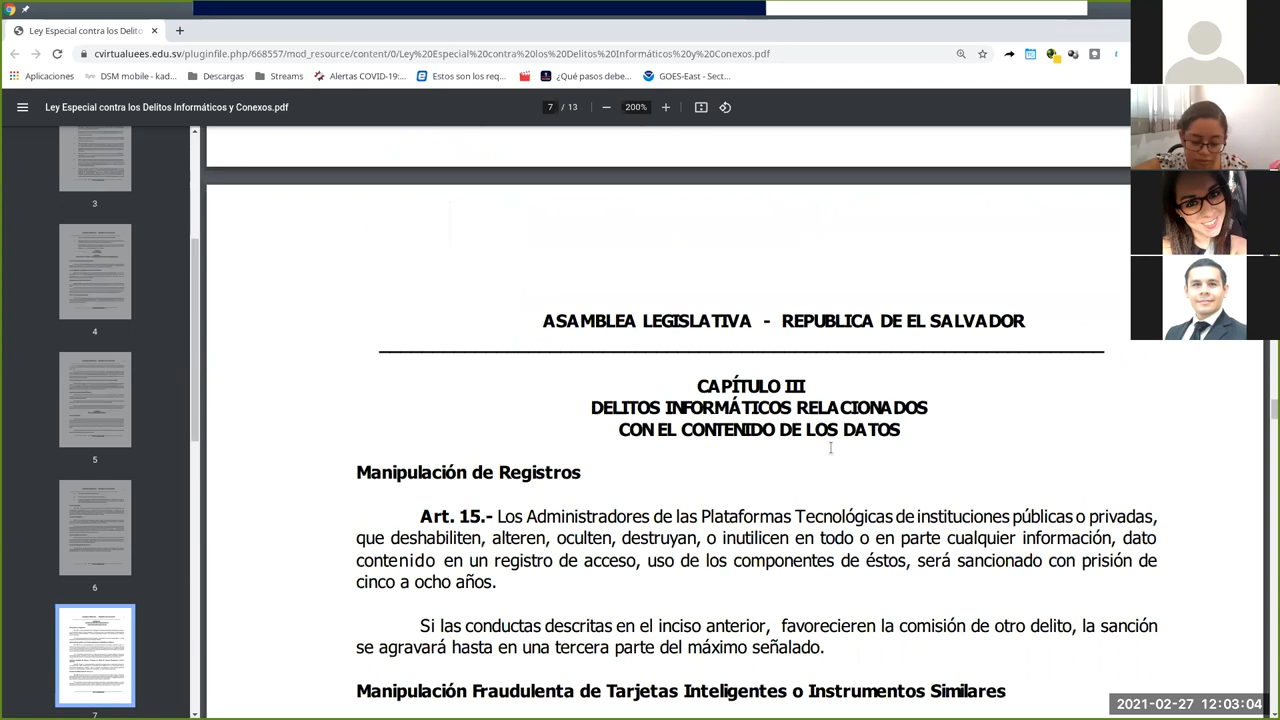 Ley Especial contra los Delito
cvirtualuees.edu.sv/pluginfile.php/668557/mod_resource/content/0/Ley%20Especial%20contra%20los%20Delitos%20Informáticos%20y%20Conexos.pdf
Aplicaciones
DSM mobile - kad...
Descargas
Streams
Alertas COVID-19:...
Estos son los req...
¿Qué pasos debe...
GOES-East - Sect...
Ley Especial contra los Delitos Informáticos y Conexos.pdf
7 / 13
200%
3
4
5
6
7
ASAMBLEA LEGISLATIVA - REPUBLICA DE EL SALVADOR
CAPÍTULO III
DELITOS INFORMÁTICOS RELACIONADOS
CON EL CONTENIDO DE LOS DATOS
Manipulación de Registros
Art. 15.- Los Administradores de las Plataformas Tecnológicas de instituciones públicas o privadas,
que deshabiliten, alteren, oculten, destruyan, o inutilicen en todo o en parte cualquier información, dato
contenido en un registro de acceso, uso de los componentes de éstos, será sancionado con prisión de
cinco a ocho años.
Si las conductas descritas en el inciso anterior, favorecieren la comisión de otro delito, la sanción
se agravará hasta en una tercera parte del máximo señalado.
Manipulación Fraudulenta de Tarjetas Inteligentes o Instrumentos Similares
2021-02-27 12:03:04